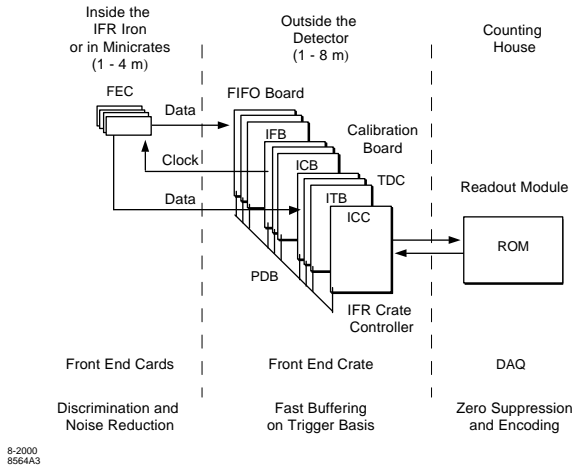 Inside the
IFR Iron
or in Minicrates
(1 - 4 m)
Outside the
Detector
(1 - 8 m)
Counting
House
FEC
FIFO Board
Data
IFB
Calibration
Board
Clock
ICB
TDC
Data
ITB
ICC
Readout Module
ROM
PDB
IFR Crate
Controller
Front End Cards
Front End Crate
DAQ
Discrimination and
Noise Reduction
Fast Buffering
on Trigger Basis
Zero Suppression
and Encoding
8-2000
8564A3